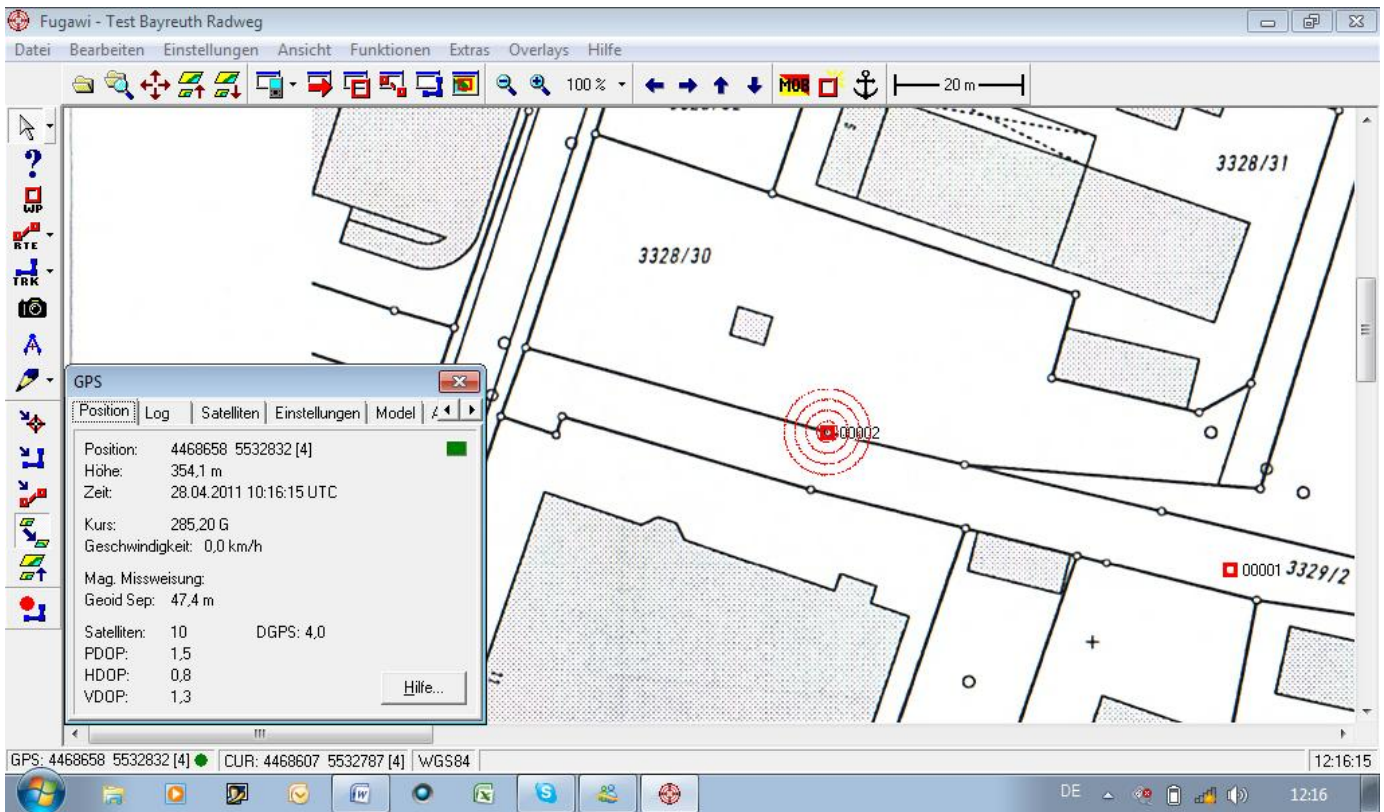 Fugawi - Test Bayreuth Radweg
Datei Bearbeiten Einstellungen Ansicht Funktionen Extras Overlays Hilfe
100 % MOB 20 m
WP
RTE
TRK
3328/31
3328/30
5
00002
00001 3329/2
GPS
Position Log Satelliten Einstellungen Model
Position: 4468658 5532832 [4]
Höhe: 354,1 m
Zeit: 28.04.2011 10:16:15 UTC
Kurs: 285,20 G
Geschwindigkeit: 0,0 km/h
Mag. Missweisung:
Geoid Sep: 47,4 m
Satelliten: 10 DGPS: 4,0
PDOP: 1,5
HDOP: 0,8
VDOP: 1,3
Hilfe...
GPS: 4468658 5532832 [4] CUR: 4468607 5532787 [4] WGS84 12:16:15
DE 12:16